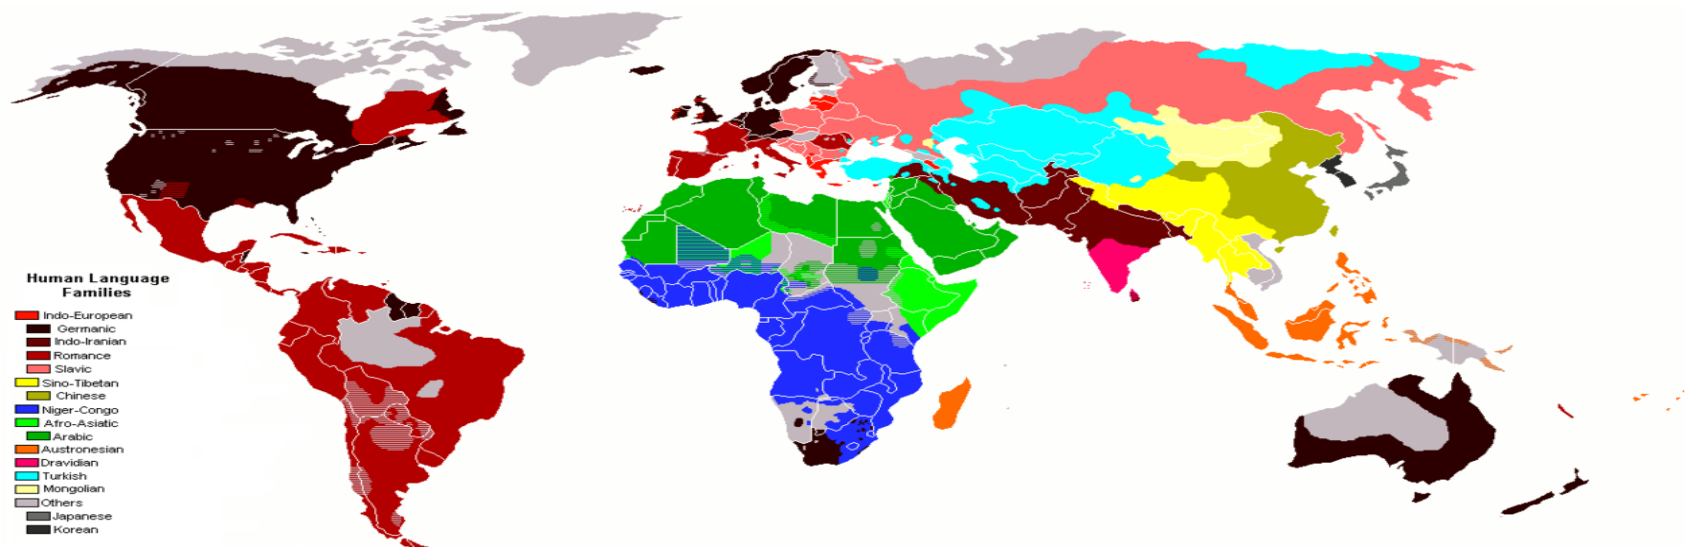 Human Language
Families
Indo-European
Germanic
Indo-Iranian
Romance
Slavic
Sino-Tibetan
Chinese
Niger-Congo
Afro-Asiatic
Arabic
Austronesian
Dravidian
Turkish
Mongolian
Others
Japanese
Korean